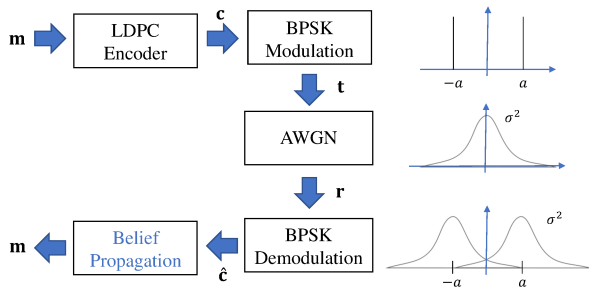 m
LDPC
Encoder
c
BPSK
Modulation
−a
a
t
AWGN
σ²
r
m
Belief
Propagation
ĉ
BPSK
Demodulation
σ²
−a
a